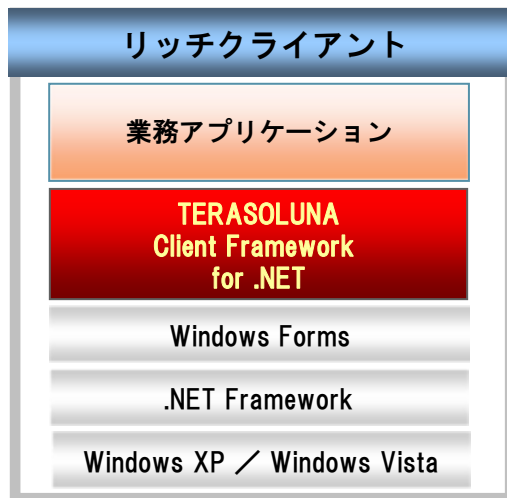 リッチクライアント
業務アプリケーション
TERASOLUNA
Client Framework
for .NET
Windows Forms
.NET Framework
Windows XP ／ Windows Vista